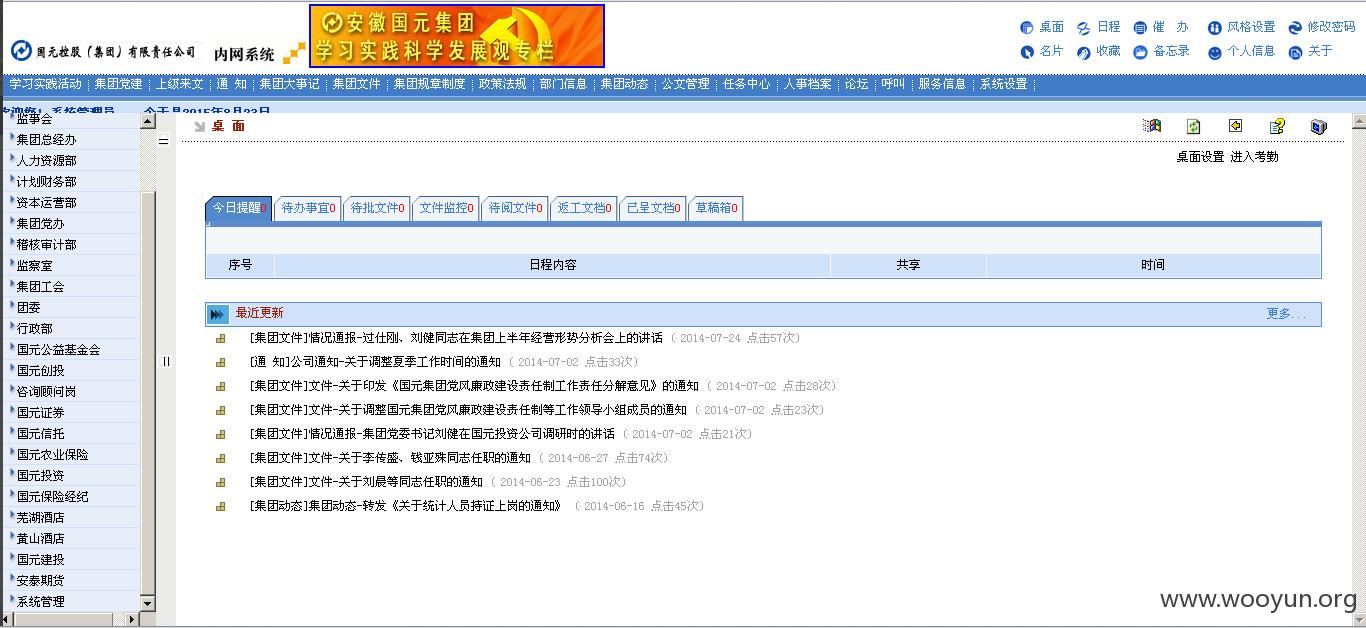 安徽国元集团
学习实践科学发展观专栏
国元控股(集团)有限责任公司 内网系统
桌面 日程 催 办 风格设置 修改密码
名片 收藏 备忘录 个人信息 关于
学习实践活动 集团党建 上级来文 通 知 集团大事记 集团文件 集团规章制度 政策法规 部门信息 集团动态 公文管理 任务中心 人事档案 论坛 呼叫 服务信息 系统设置
欢迎您! 系统管理员 今天是2015年8月23日
监事会
集团总经办
人力资源部
计划财务部
资本运营部
集团党办
稽核审计部
监察室
集团工会
团委
行政部
国元公益基金会
国元创投
咨询顾问岗
国元证券
国元信托
国元农业保险
国元投资
国元保险经纪
芜湖酒店
黄山酒店
国元建投
安泰期货
系统管理
桌 面
桌面设置 进入考勤
今日提醒0 待办事宜0 待批文件0 文件监控0 待阅文件0 返工文档0 已呈文档0 草稿箱0
序号 日程内容 共享 时间
最近更新 更多...
[集团文件]情况通报-过仕刚、刘健同志在集团上半年经营形势分析会上的讲话 (2014-07-24 点击57次)
[通 知]公司通知-关于调整夏季工作时间的通知 (2014-07-02 点击33次)
[集团文件]文件-关于印发《国元集团党风廉政建设责任制工作责任分解意见》的通知 (2014-07-02 点击28次)
[集团文件]文件-关于调整国元集团党风廉政建设责任制等工作领导小组成员的通知 (2014-07-02 点击23次)
[集团文件]情况通报-集团党委书记刘健在国元投资公司调研时的讲话 (2014-07-02 点击21次)
[集团文件]文件-关于李传盛、钱亚殊同志任职的通知 (2014-06-27 点击74次)
[集团文件]文件-关于刘晨等同志任职的通知 (2014-06-23 点击100次)
[集团动态]集团动态-转发《关于统计人员持证上岗的通知》 (2014-06-16 点击45次)
www.wooyun.org